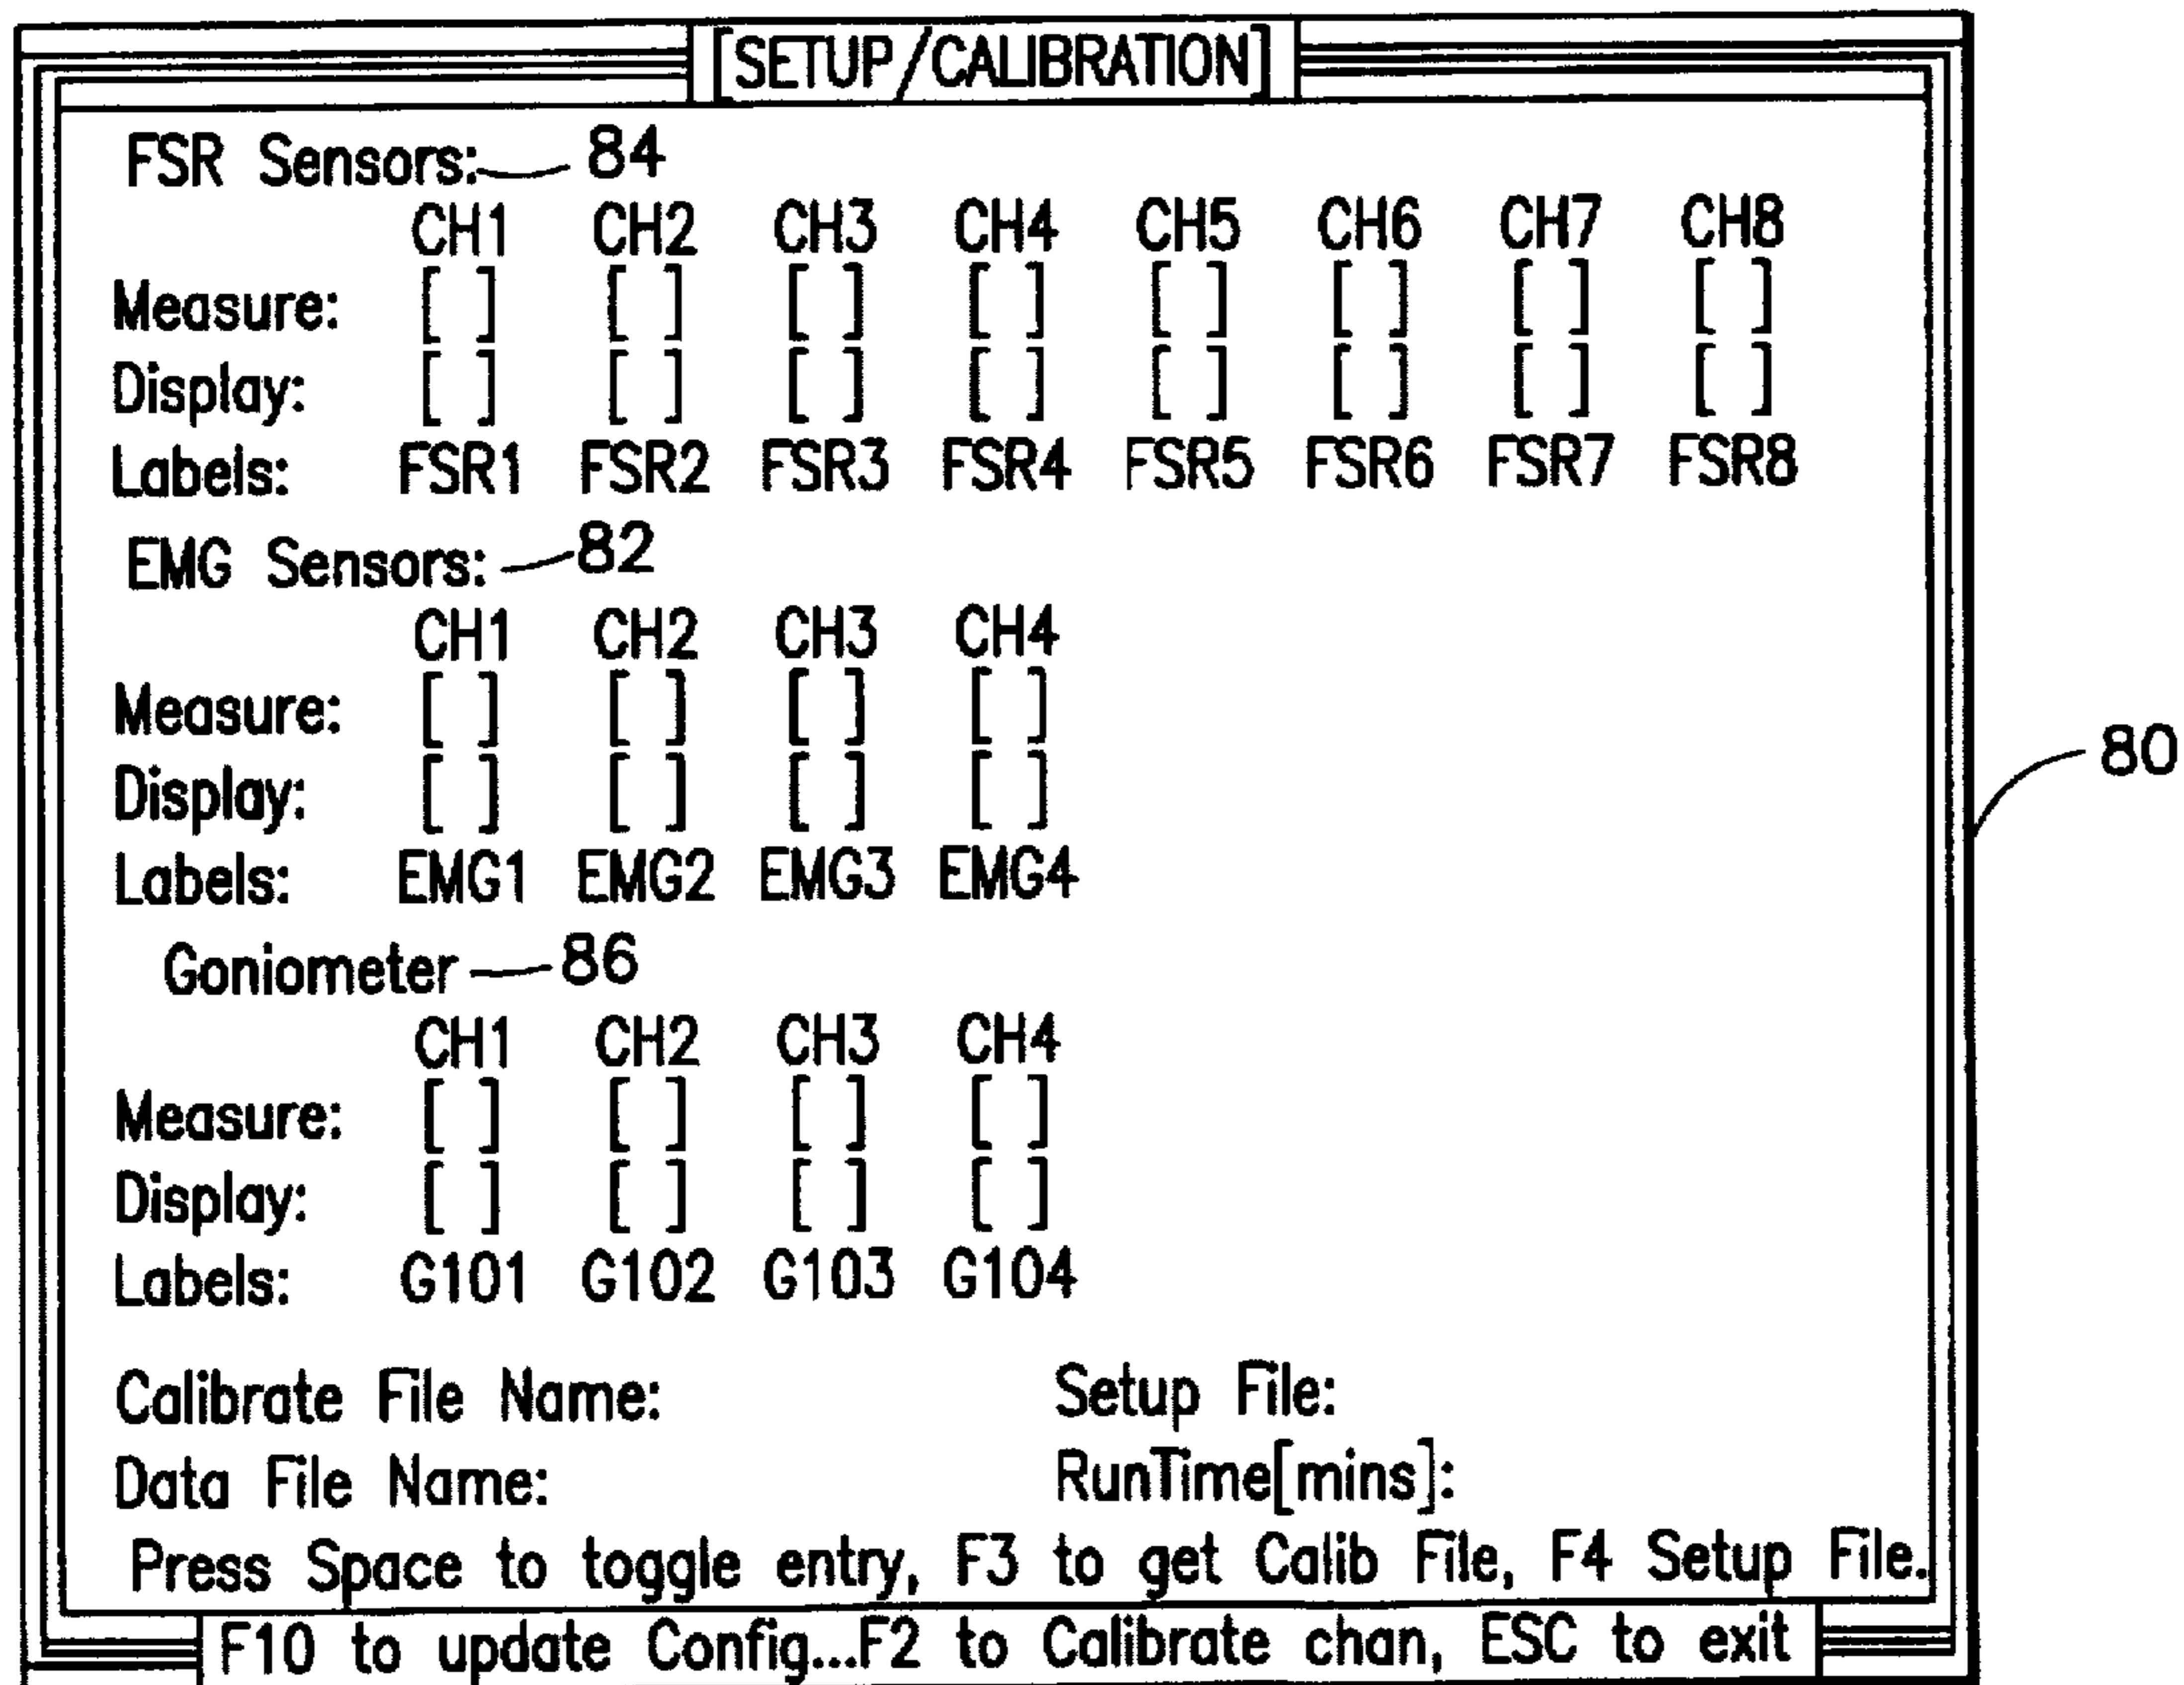 [SETUP/CALIBRATION]
FSR Sensors: 84
CH1 CH2 CH3 CH4 CH5 CH6 CH7 CH8
Measure: [ ] [ ] [ ] [ ] [ ] [ ] [ ] [ ]
Display: [ ] [ ] [ ] [ ] [ ] [ ] [ ] [ ]
Labels: FSR1 FSR2 FSR3 FSR4 FSR5 FSR6 FSR7 FSR8
EMG Sensors: 82
CH1 CH2 CH3 CH4
Measure: [ ] [ ] [ ] [ ]
Display: [ ] [ ] [ ] [ ]
80
Labels: EMG1 EMG2 EMG3 EMG4
Goniometer 86
CH1 CH2 CH3 CH4
Measure: [ ] [ ] [ ] [ ]
Display: [ ] [ ] [ ] [ ]
Labels: G101 G102 G103 G104
Calibrate File Name: Setup File:
Data File Name: RunTime[mins]:
Press Space to toggle entry, F3 to get Calib File, F4 Setup File.
F10 to update Config...F2 to Calibrate chan, ESC to exit